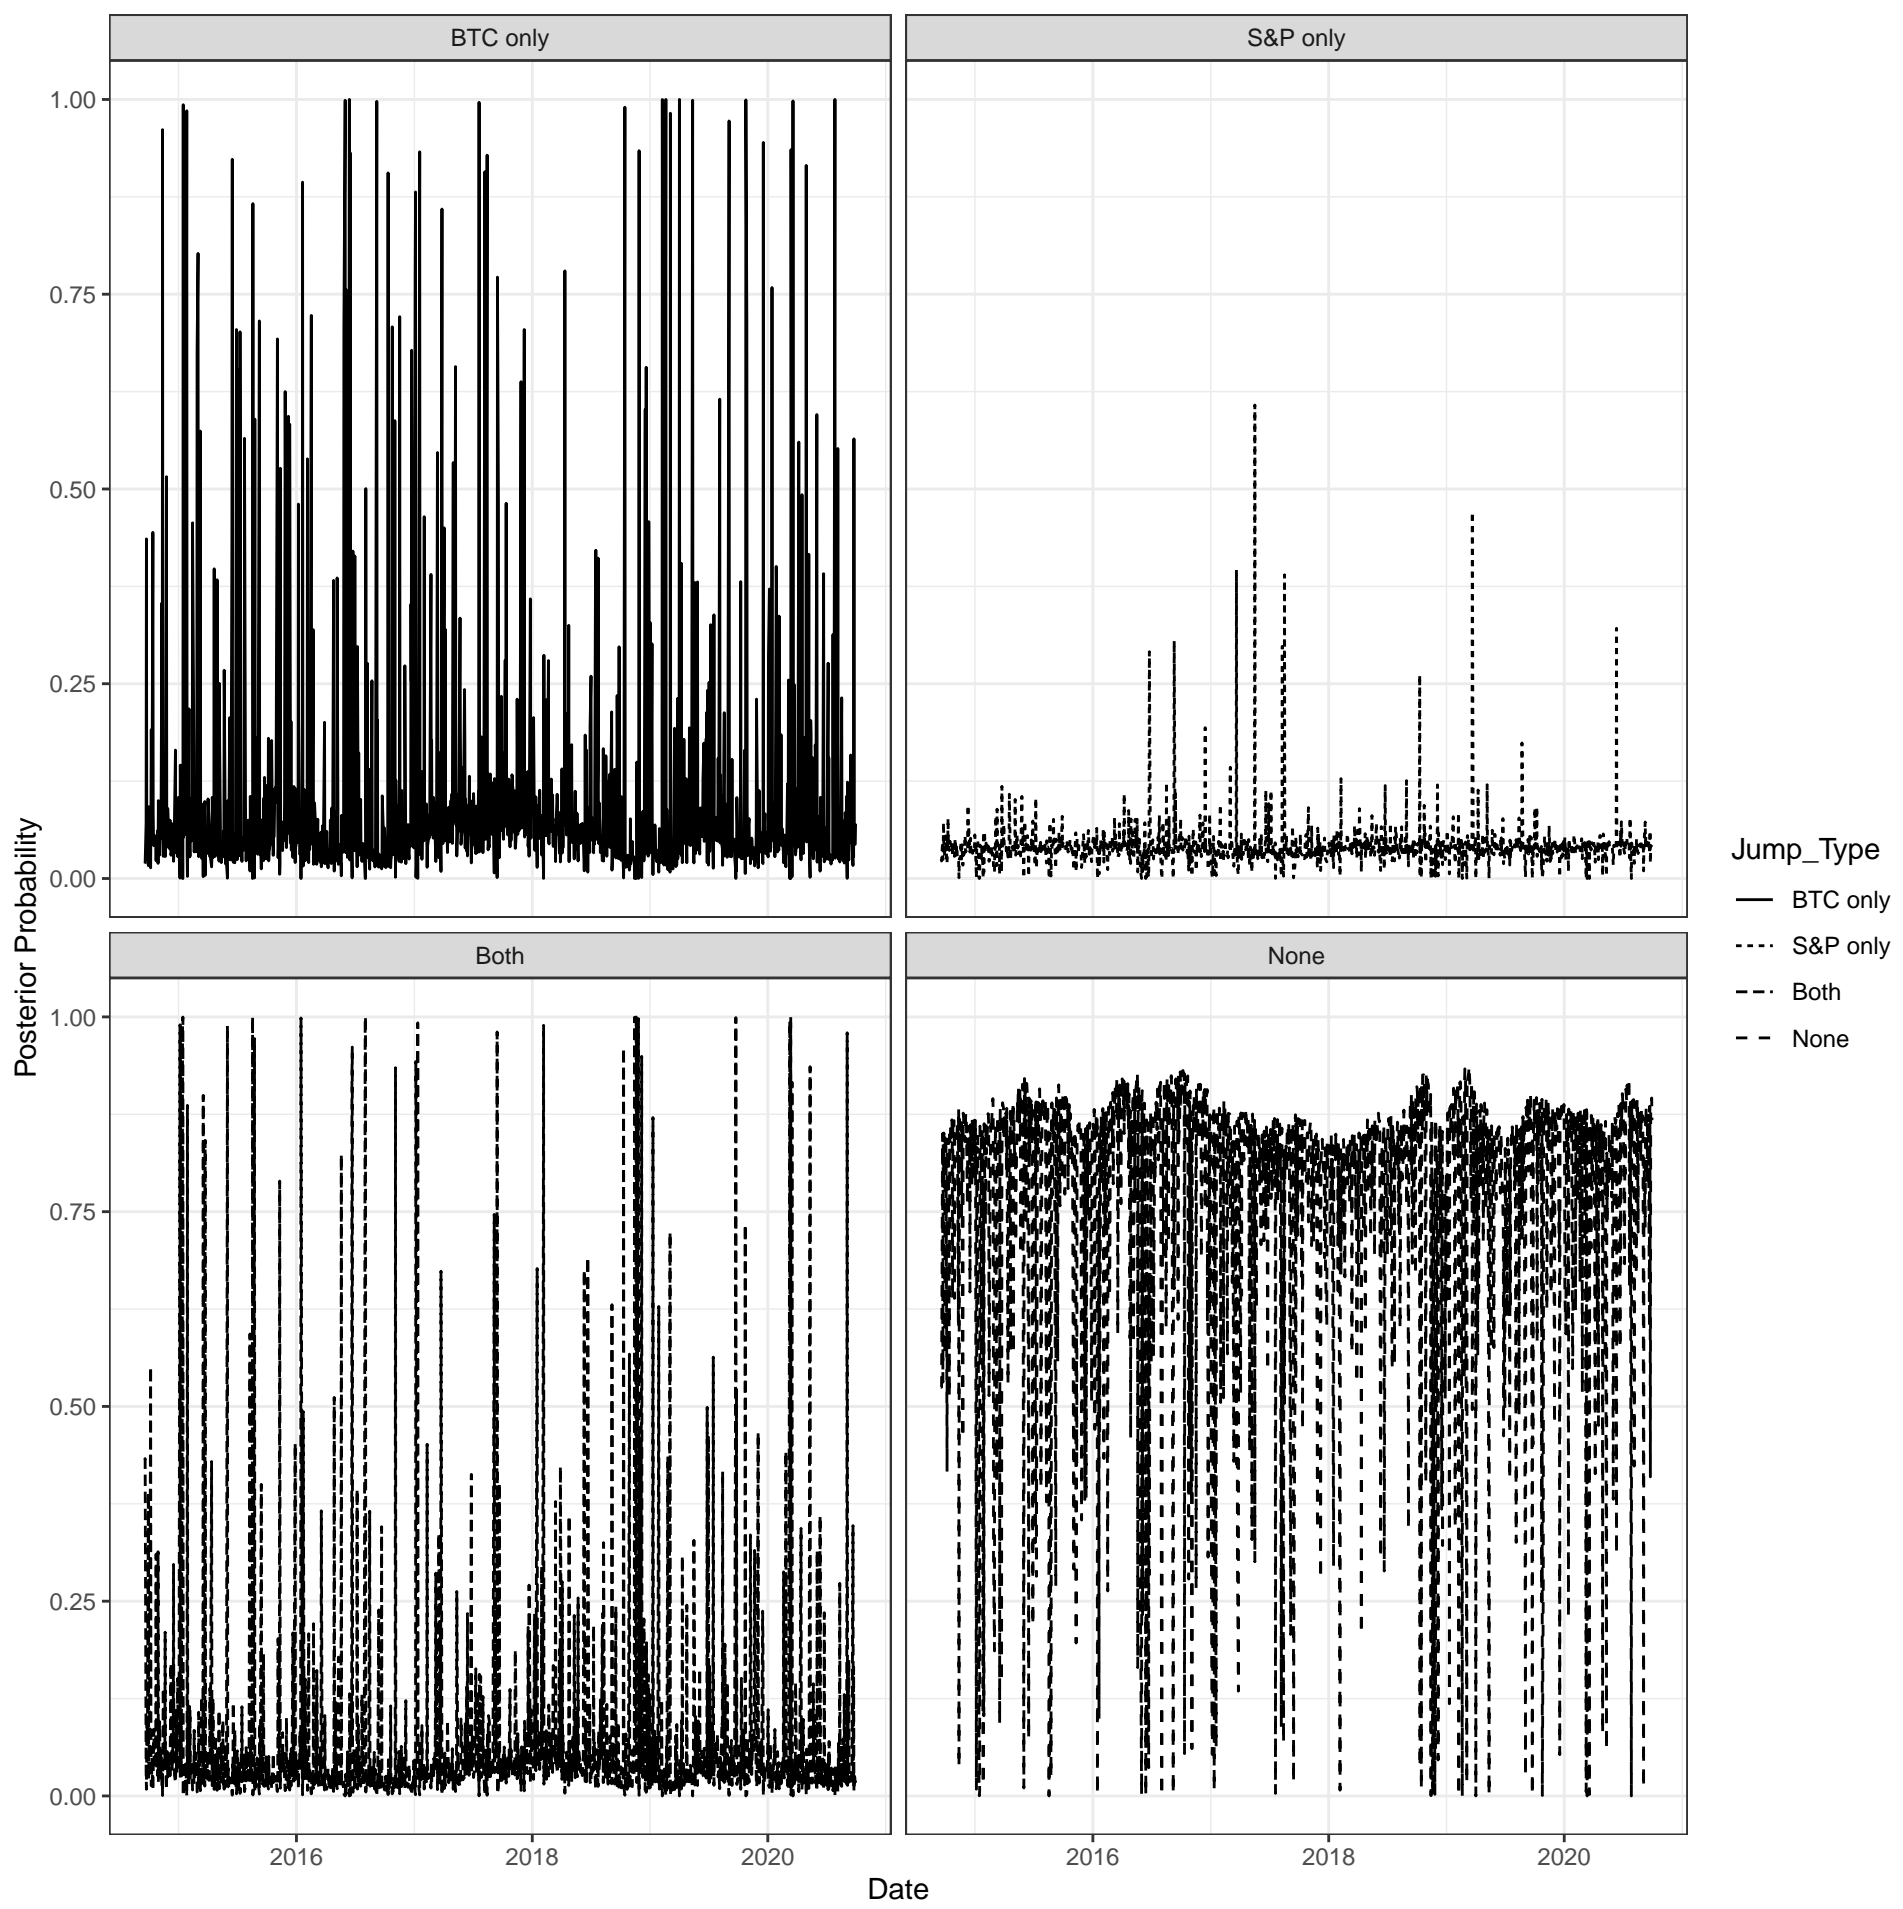 BTC only
S&P only
1.00
0.75
0.50
0.25
0.00
Both
None
1.00
0.75
0.50
0.25
0.00
2016
2018
2020
2016
2018
2020
Date
Posterior Probability
Jump_Type
BTC only
S&P only
Both
None